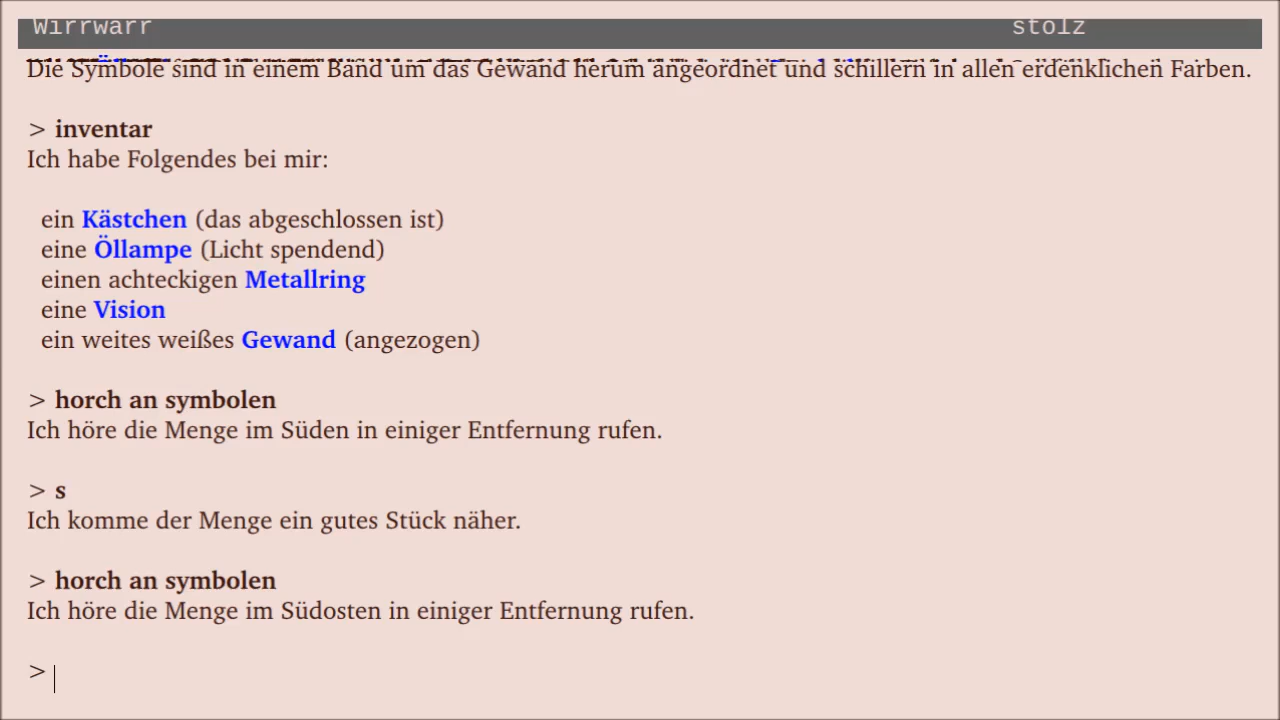 Wirrwarr stolz
Die Symbole sind in einem Band um das Gewand herum angeordnet und schillern in allen erdenklichen Farben.
> inventar
Ich habe Folgendes bei mir:
ein Kästchen (das abgeschlossen ist)
eine Öllampe (Licht spendend)
einen achteckigen Metallring
eine Vision
ein weites weißes Gewand (angezogen)
> horch an symbolen
Ich höre die Menge im Süden in einiger Entfernung rufen.
> s
Ich komme der Menge ein gutes Stück näher.
> horch an symbolen
Ich höre die Menge im Südosten in einiger Entfernung rufen.
>